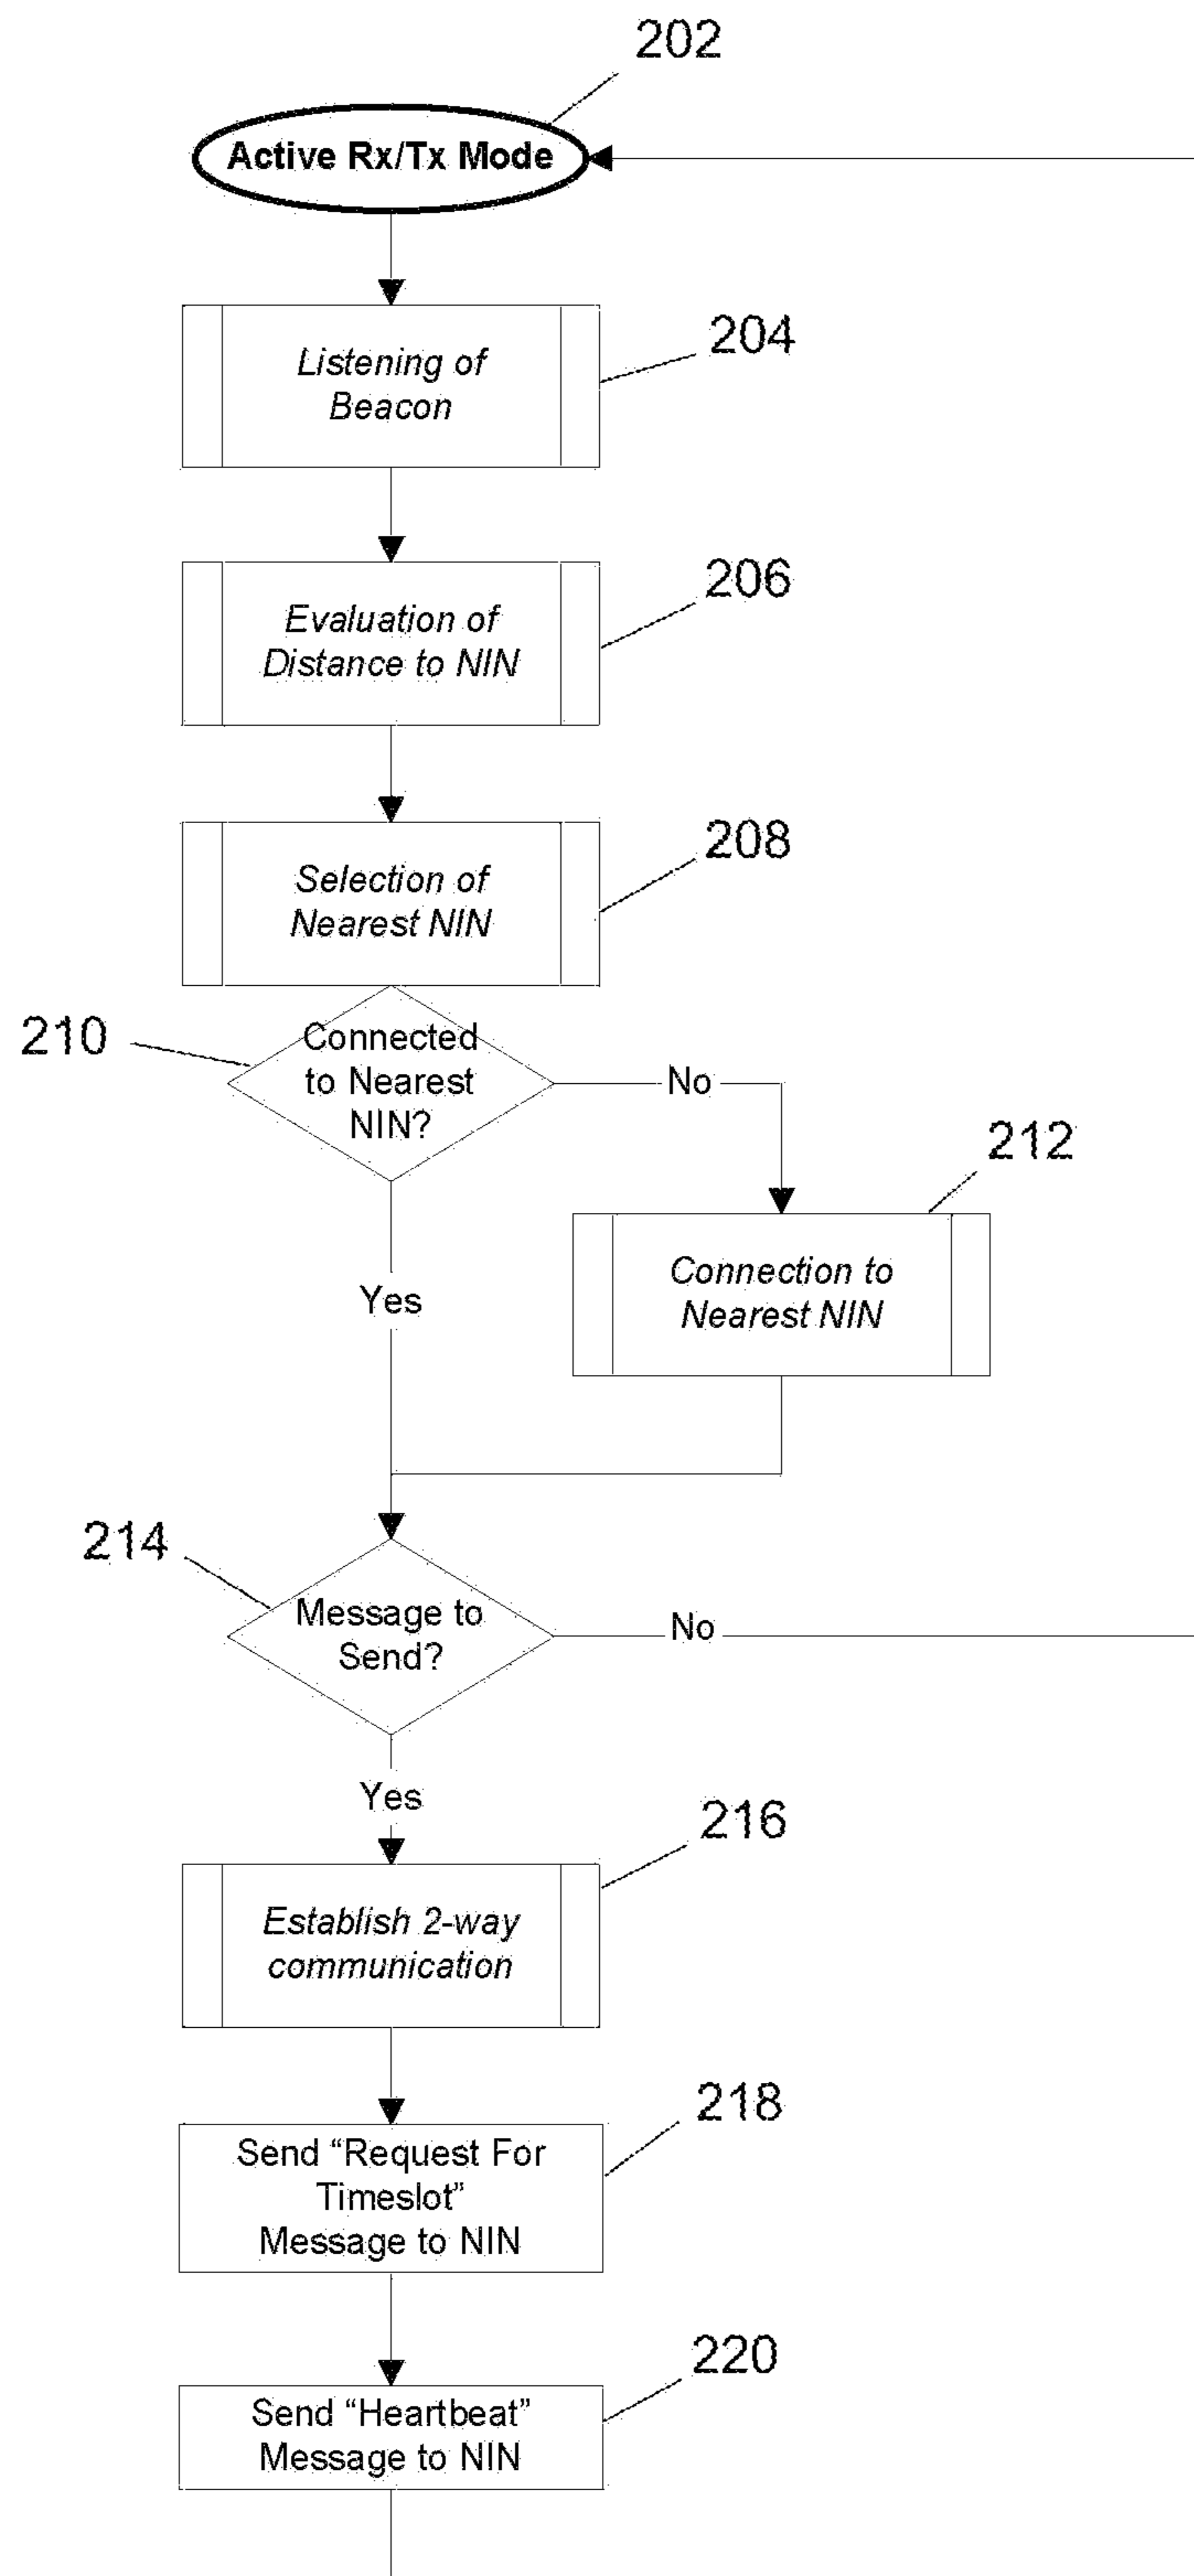 202
Active Rx/Tx Mode
204
Listening of
Beacon
206
Evaluation of
Distance to NIN
208
Selection of
Nearest NIN
210
Connected
to Nearest
NIN?
No
212
Connection to
Nearest NIN
Yes
214
Message to
Send?
No
Yes
216
Establish 2-way
communication
218
Send “Request For
Timeslot”
Message to NIN
220
Send “Heartbeat”
Message to NIN